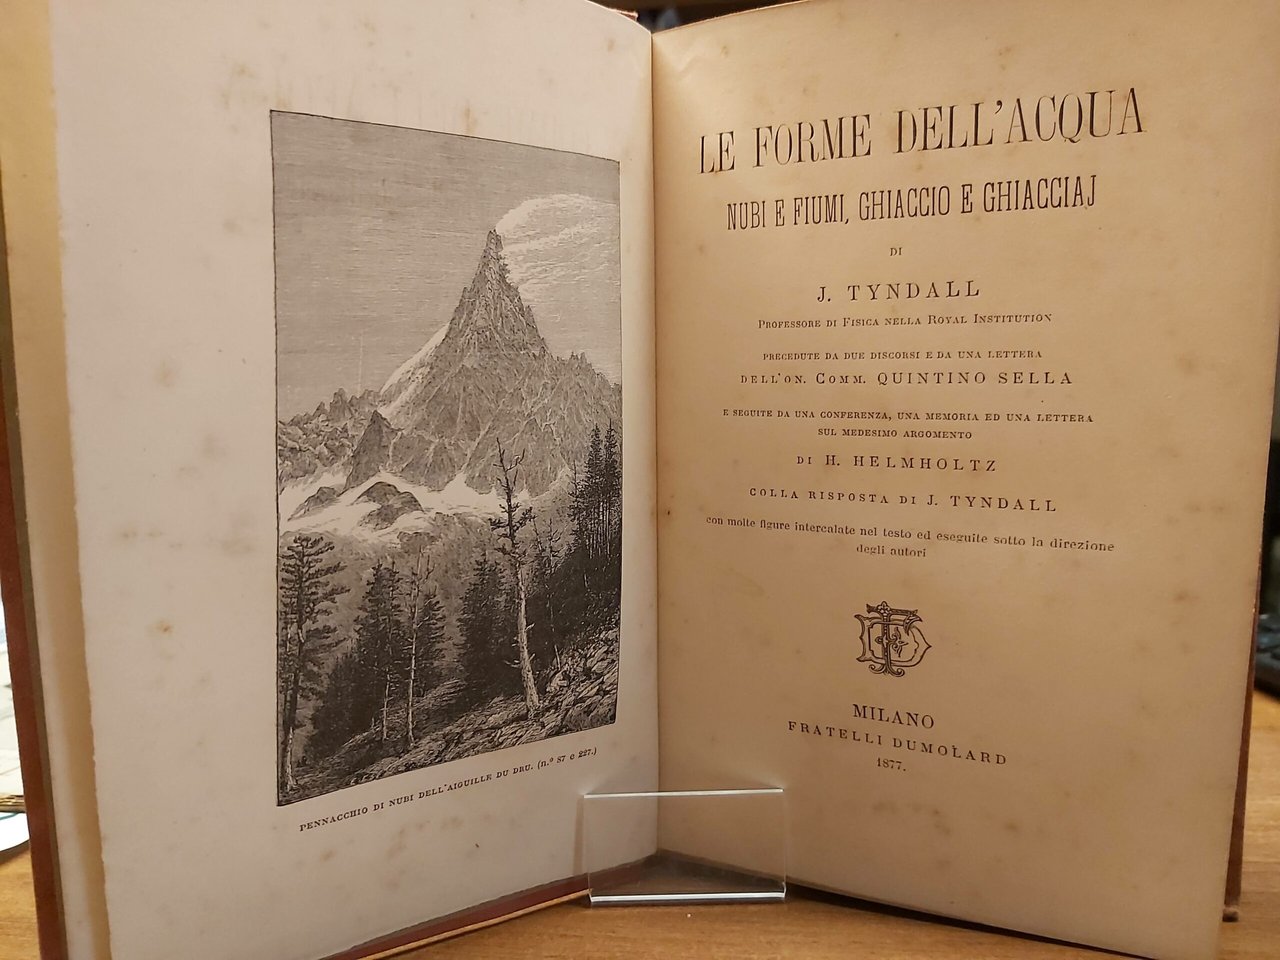 PENNACCHIO DI NUBI DELL'AIGUILLE DU DRU. (n.º 87 e 227.)
LE FORME DELL'ACQUA
NUBI E FIUMI, GHIACCIO E GHIACCIAJ
DI
J. TYNDALL
PROFESSORE DI FISICA NELLA ROYAL INSTITUTION
PRECEDUTE DA DUE DISCORSI E DA UNA LETTERA
DELL'ON. COMM. QUINTINO SELLA
E SEGUITE DA UNA CONFERENZA, UNA MEMORIA ED UNA LETTERA
SUL MEDESIMO ARGOMENTO
DI H. HELMHOLTZ
COLLA RISPOSTA DI J. TYNDALL
con molte figure intercalate nel testo ed eseguite sotto la direzione
degli autori
MILANO
FRATELLI DUMOLARD
1877.